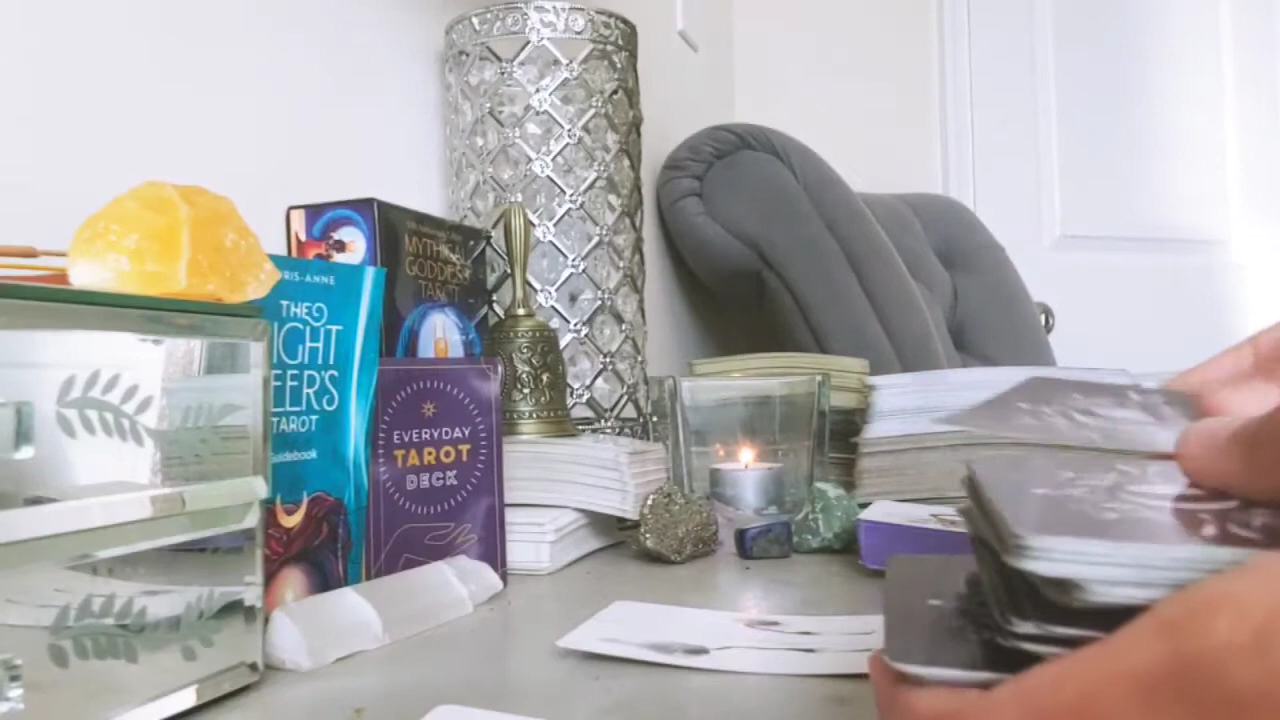 MYTHICAL
GODDESS
TAROT
RIS-ANNE
THE
IGHT
EER'S
TAROT
Guidebook
EVERYDAY
TAROT
DECK